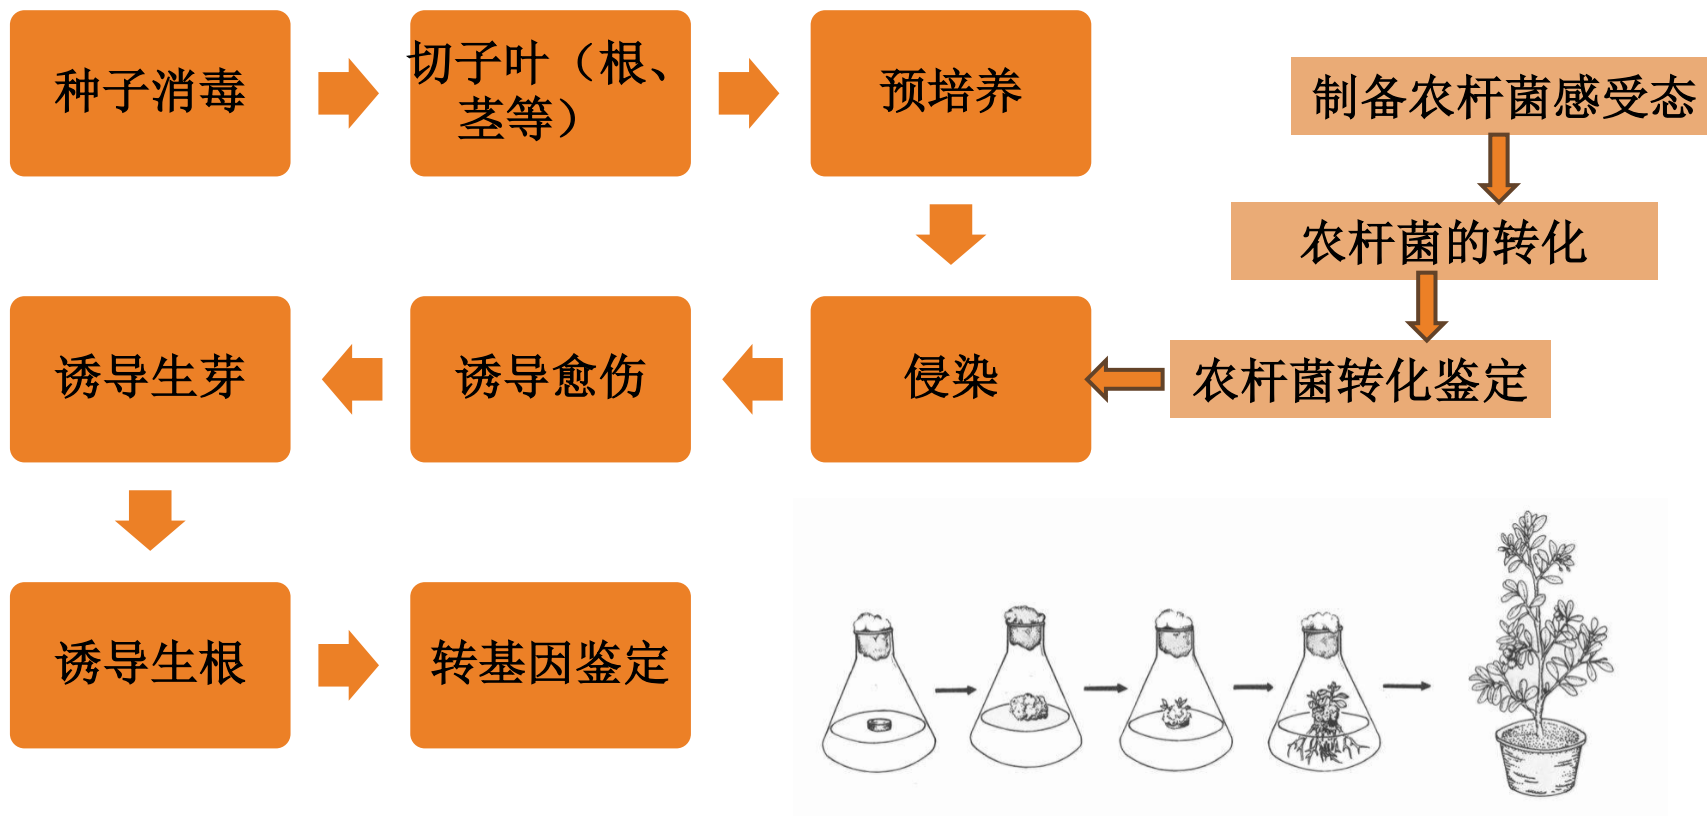 种子消毒
切子叶（根、
茎等）
预培养
制备农杆菌感受态
农杆菌的转化
农杆菌转化鉴定
侵染
诱导愈伤
诱导生芽
诱导生根
转基因鉴定